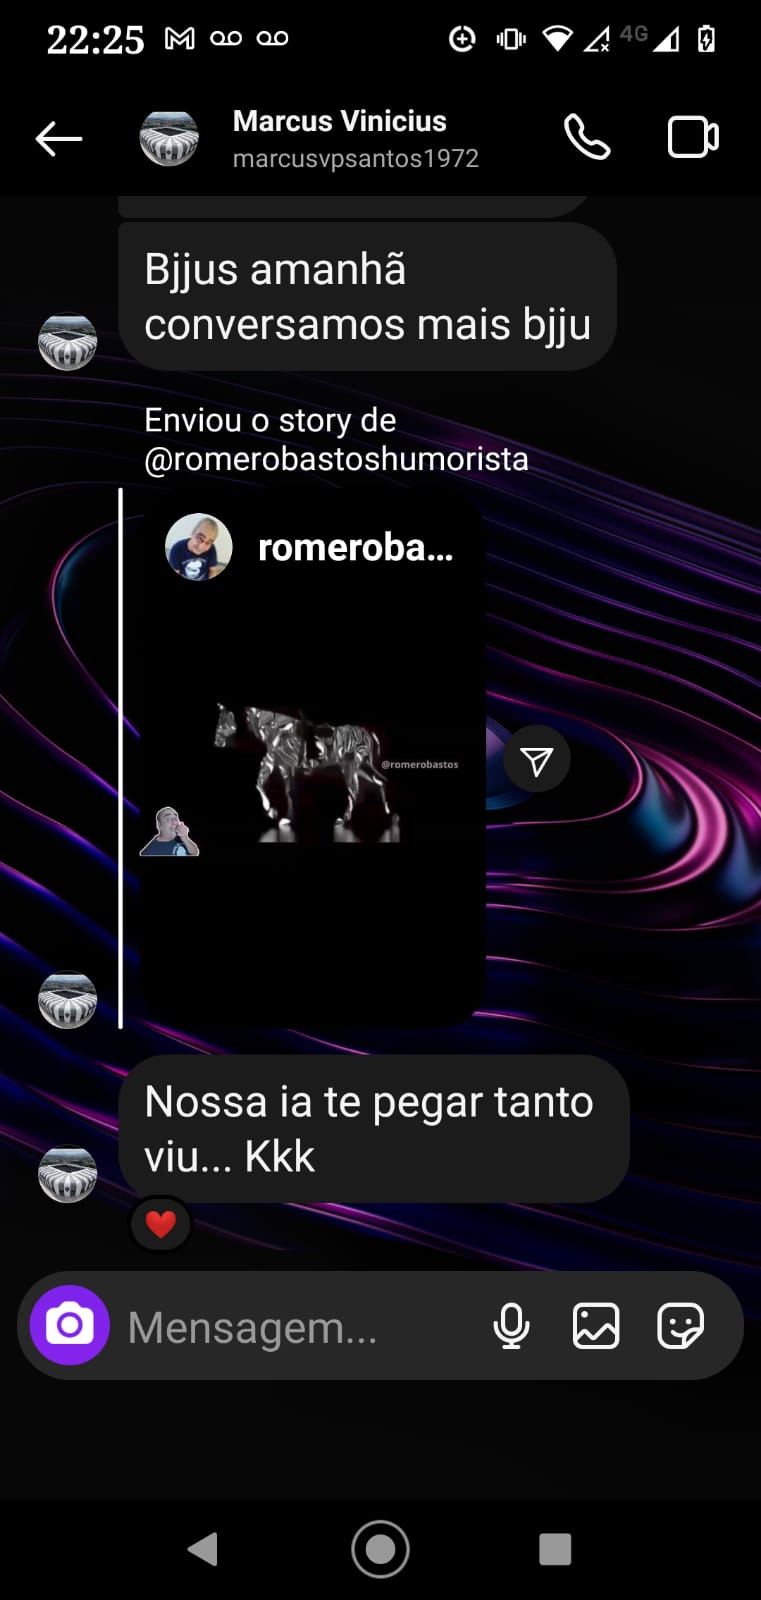 22:25
4G
Marcus Vinicius
marcusvpsantos1972
Bjjus amanhã
conversamos mais bjju
Enviou o story de
@romerobastoshumorista
romeroba...
@romerobastos
Nossa ia te pegar tanto
viu... Kkk
Mensagem...